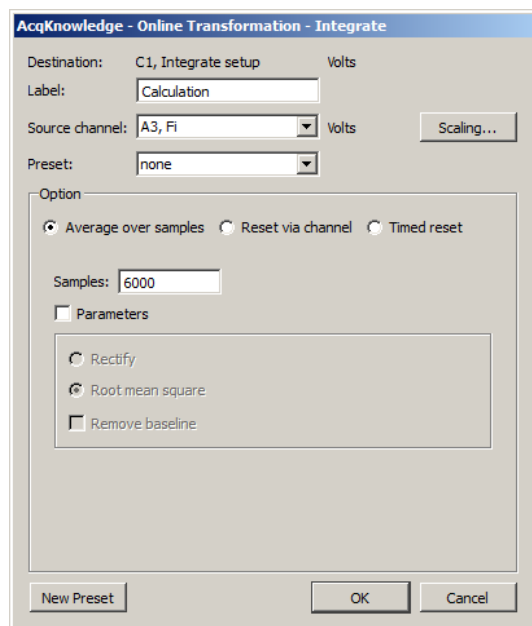 AcqKnowledge - Online Transformation - Integrate
Destination: C1, Integrate setup Volts
Label: Calculation
Source channel: A3, Fi Volts Scaling...
Preset: none
Option
Average over samples Reset via channel Timed reset
Samples: 6000
Parameters
Rectify
Root mean square
Remove baseline
New Preset OK Cancel